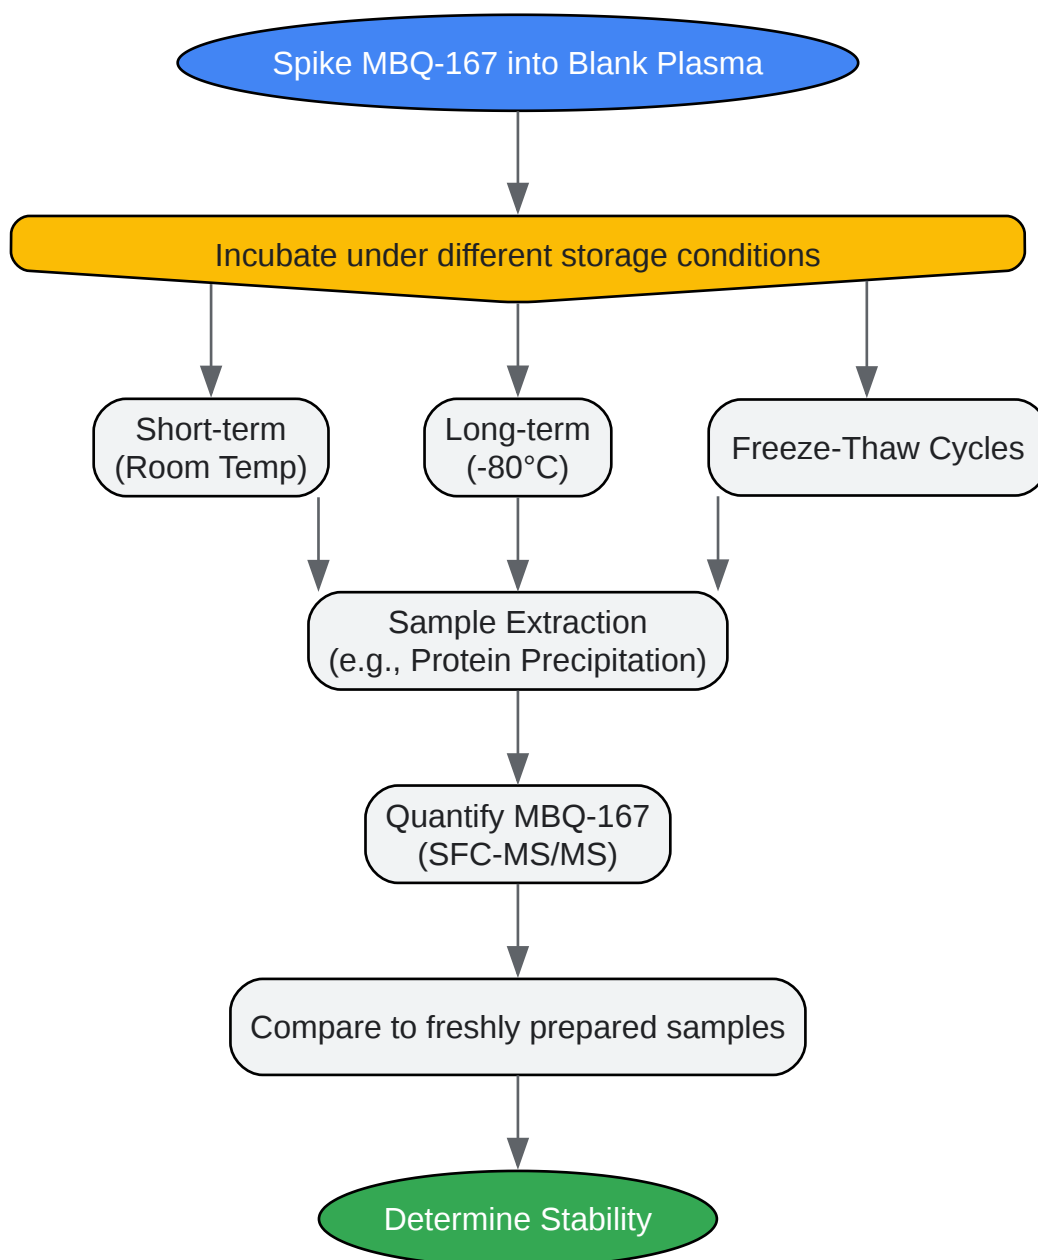 Spike MBQ-167 into Blank Plasma
Incubate under different storage conditions
Short-term
(Room Temp)
Long-term
(-80°C)
Freeze-Thaw Cycles
Sample Extraction
(e.g., Protein Precipitation)
Quantify MBQ-167
(SFC-MS/MS)
Compare to freshly prepared samples
Determine Stability